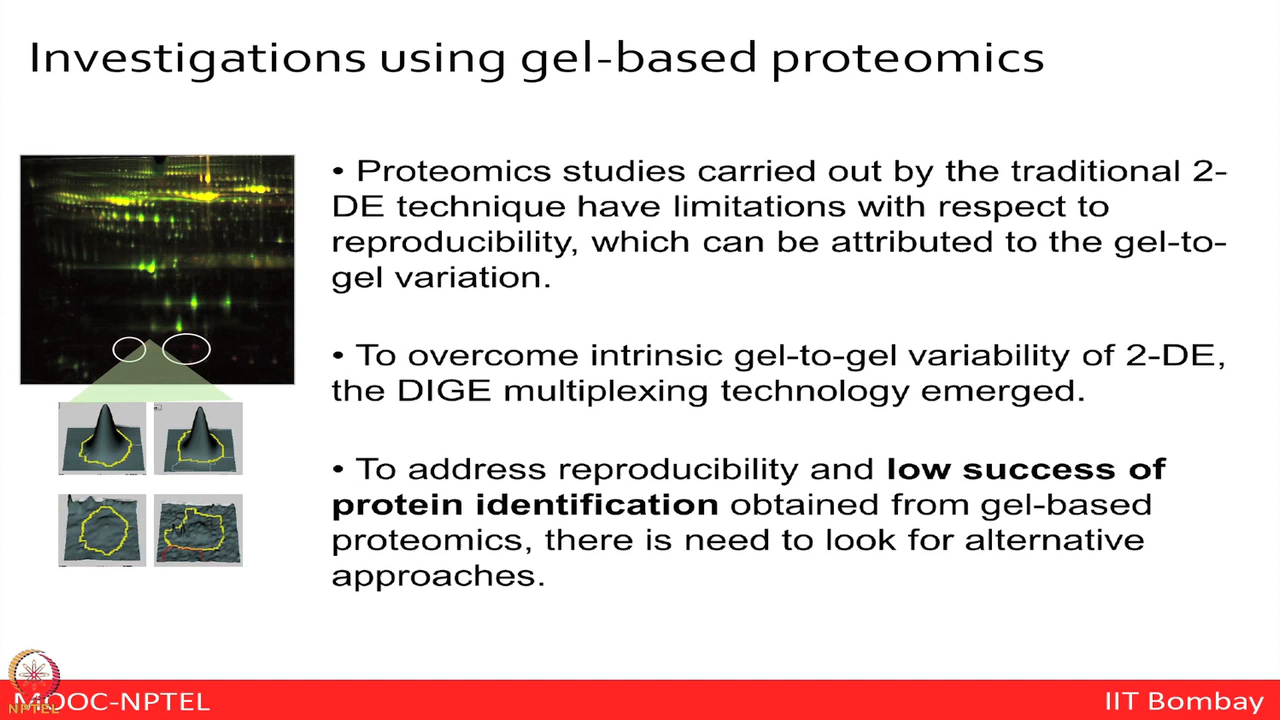 Investigations using gel-based proteomics
• Proteomics studies carried out by the traditional 2-
DE technique have limitations with respect to
reproducibility, which can be attributed to the gel-to-
gel variation.
• To overcome intrinsic gel-to-gel variability of 2-DE,
the DIGE multiplexing technology emerged.
• To address reproducibility and low success of
protein identification obtained from gel-based
proteomics, there is need to look for alternative
approaches.
NPTEL
MOOC-NPTEL
IIT Bombay